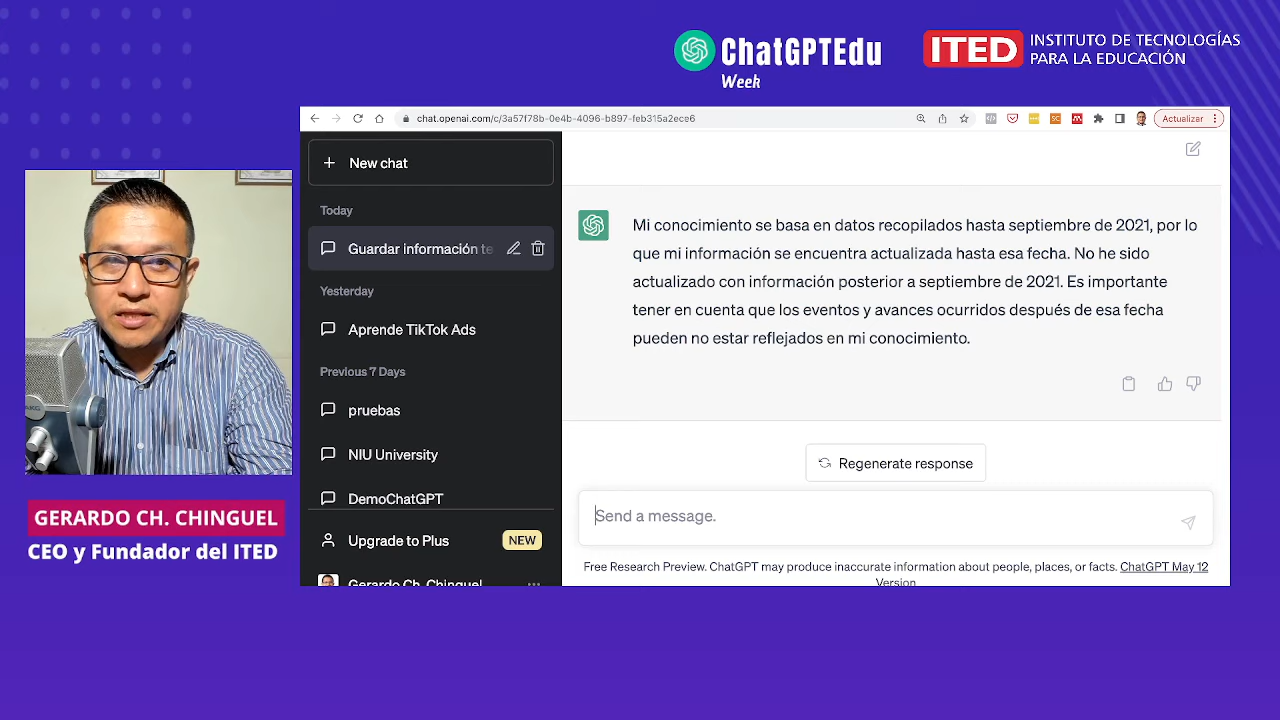 ChatGPTEdu
Week
ITED
INSTITUTO DE TECNOLOGÍAS
PARA LA EDUCACIÓN
chat.openai.com/c/3a57f78b-0e4b-4096-b897-feb315a2ece6
Actualizar
+ New chat
Today
Guardar información te
Yesterday
Aprende TikTok Ads
Previous 7 Days
pruebas
NIU University
DemoChatGPT
Upgrade to Plus
NEW
Gerardo Ch. Chinguel
Mi conocimiento se basa en datos recopilados hasta septiembre de 2021, por lo
que mi información se encuentra actualizada hasta esa fecha. No he sido
actualizado con información posterior a septiembre de 2021. Es importante
tener en cuenta que los eventos y avances ocurridos después de esa fecha
pueden no estar reflejados en mi conocimiento.
Regenerate response
Send a message.
Free Research Preview. ChatGPT may produce inaccurate information about people, places, or facts. ChatGPT May 12
Version
GERARDO CH. CHINGUEL
CEO y Fundador del ITED